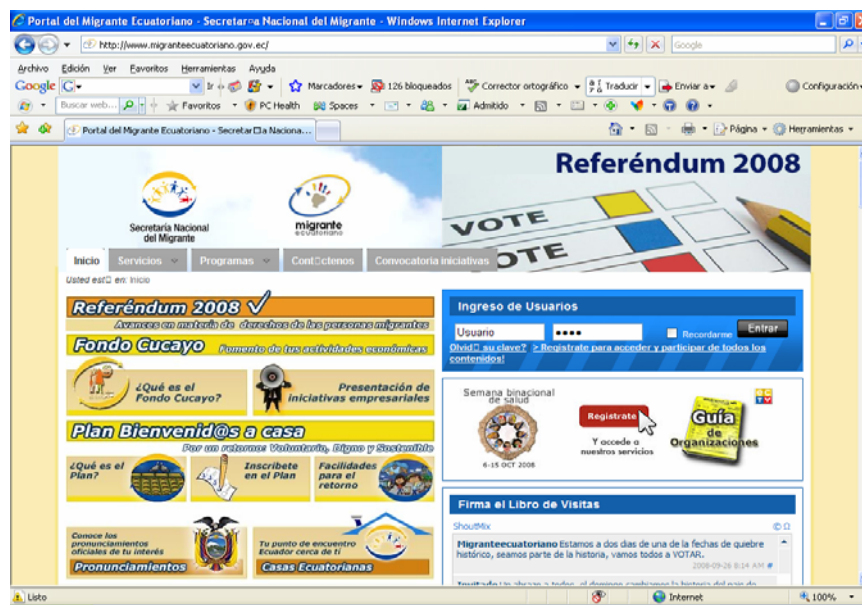 Portal del Migrante Ecuatoriano - Secretar¤a Nacional del Migrante - Windows Internet Explorer
http://www.migranteecuatoriano.gov.ec/
Google
Archivo Edición Ver Favoritos Herramientas Ayuda
Google Ir Marcadores 126 bloqueados Corrector ortográfico Traducir Enviar a Configuración
Buscar web... Favoritos PC Health Spaces Admitido
Portal del Migrante Ecuatoriano - Secretar□a Naciona...
Página Herramientas
Referéndum 2008
VOTE
OTE
Secretaría Nacional
del Migrante
migrante
ecuatoriano
Inicio Servicios Programas Cont□ctenos Convocatoria iniciativas
Usted est□ en: Inicio
Referéndum 2008
Avances en materia de derechos de las personas migrantes
Fondo Cucayo Fomento de tus actividades económicas
¿Qué es el
Fondo Cucayo?
Presentación de
iniciativas empresariales
Plan Bienvenid@s a casa
Por un retorno: Voluntario, Digno y Sostenible
¿Qué es el
Plan?
Inscríbete
en el Plan
Facilidades
para el
retorno
Conoce los
pronunciamientos
oficiales de tu interés
Pronunciamientos
Tu punto de encuentro
Ecuador cerca de tí
Casas Ecuatorianas
Ingreso de Usuarios
Usuario •••• Recordarme Entrar
Olvid□ su clave? > Registrate para acceder y participar de todos los
contenidos!
Semana binacional
de salud
6-15 OCT 2008
Registrate
Y accede a
nuestros servicios
Guía
de
Organizaciones
Firma el Libro de Visitas
ShoutMix
Migranteecuatoriano Estamos a dos dias de una de la fechas de quiebre
histórico, seamos parte de la historia, vamos todos a VOTAR.
2008-09-26 8:14 AM #
Listo Internet 100%